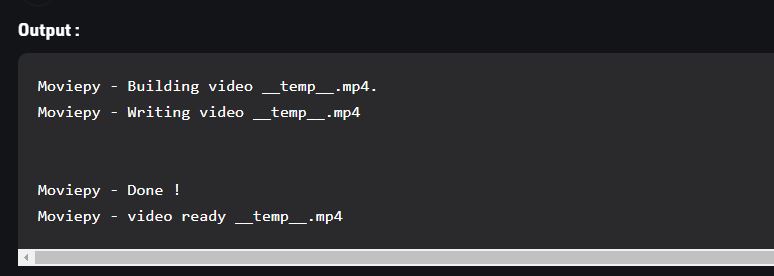 Output :
Moviepy - Building video __temp__.mp4.
Moviepy - Writing video __temp__.mp4
Moviepy - Done !
Moviepy - video ready __temp__.mp4